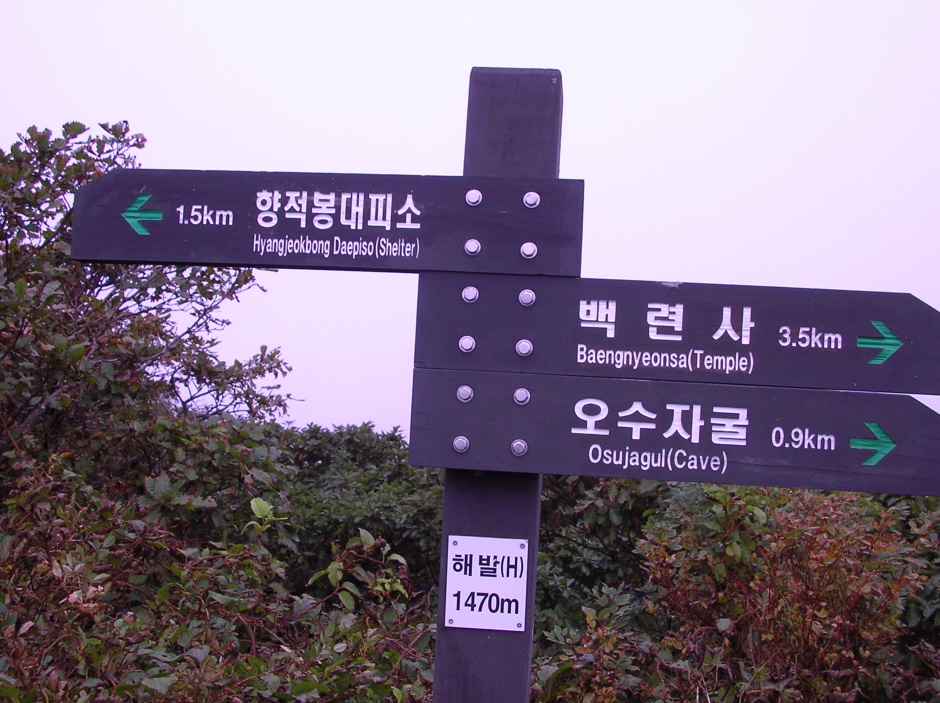 1.5km 향적봉대피소
Hyangjeokbong Daepiso(Shelter)
백련사 3.5km
Baengnyeonsa(Temple)
오수자굴 0.9km
Osujagul(Cave)
해발(H)
1470m